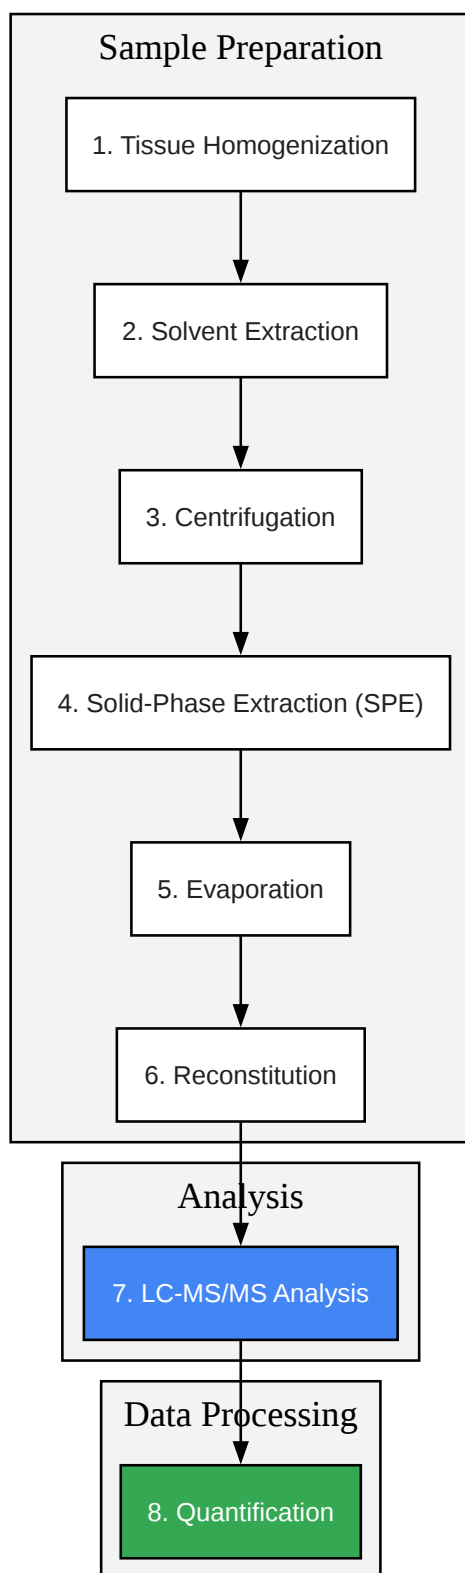 Sample Preparation
1. Tissue Homogenization
2. Solvent Extraction
3. Centrifugation
4. Solid-Phase Extraction (SPE)
5. Evaporation
6. Reconstitution
Analysis
7. LC-MS/MS Analysis
Data Processing
8. Quantification